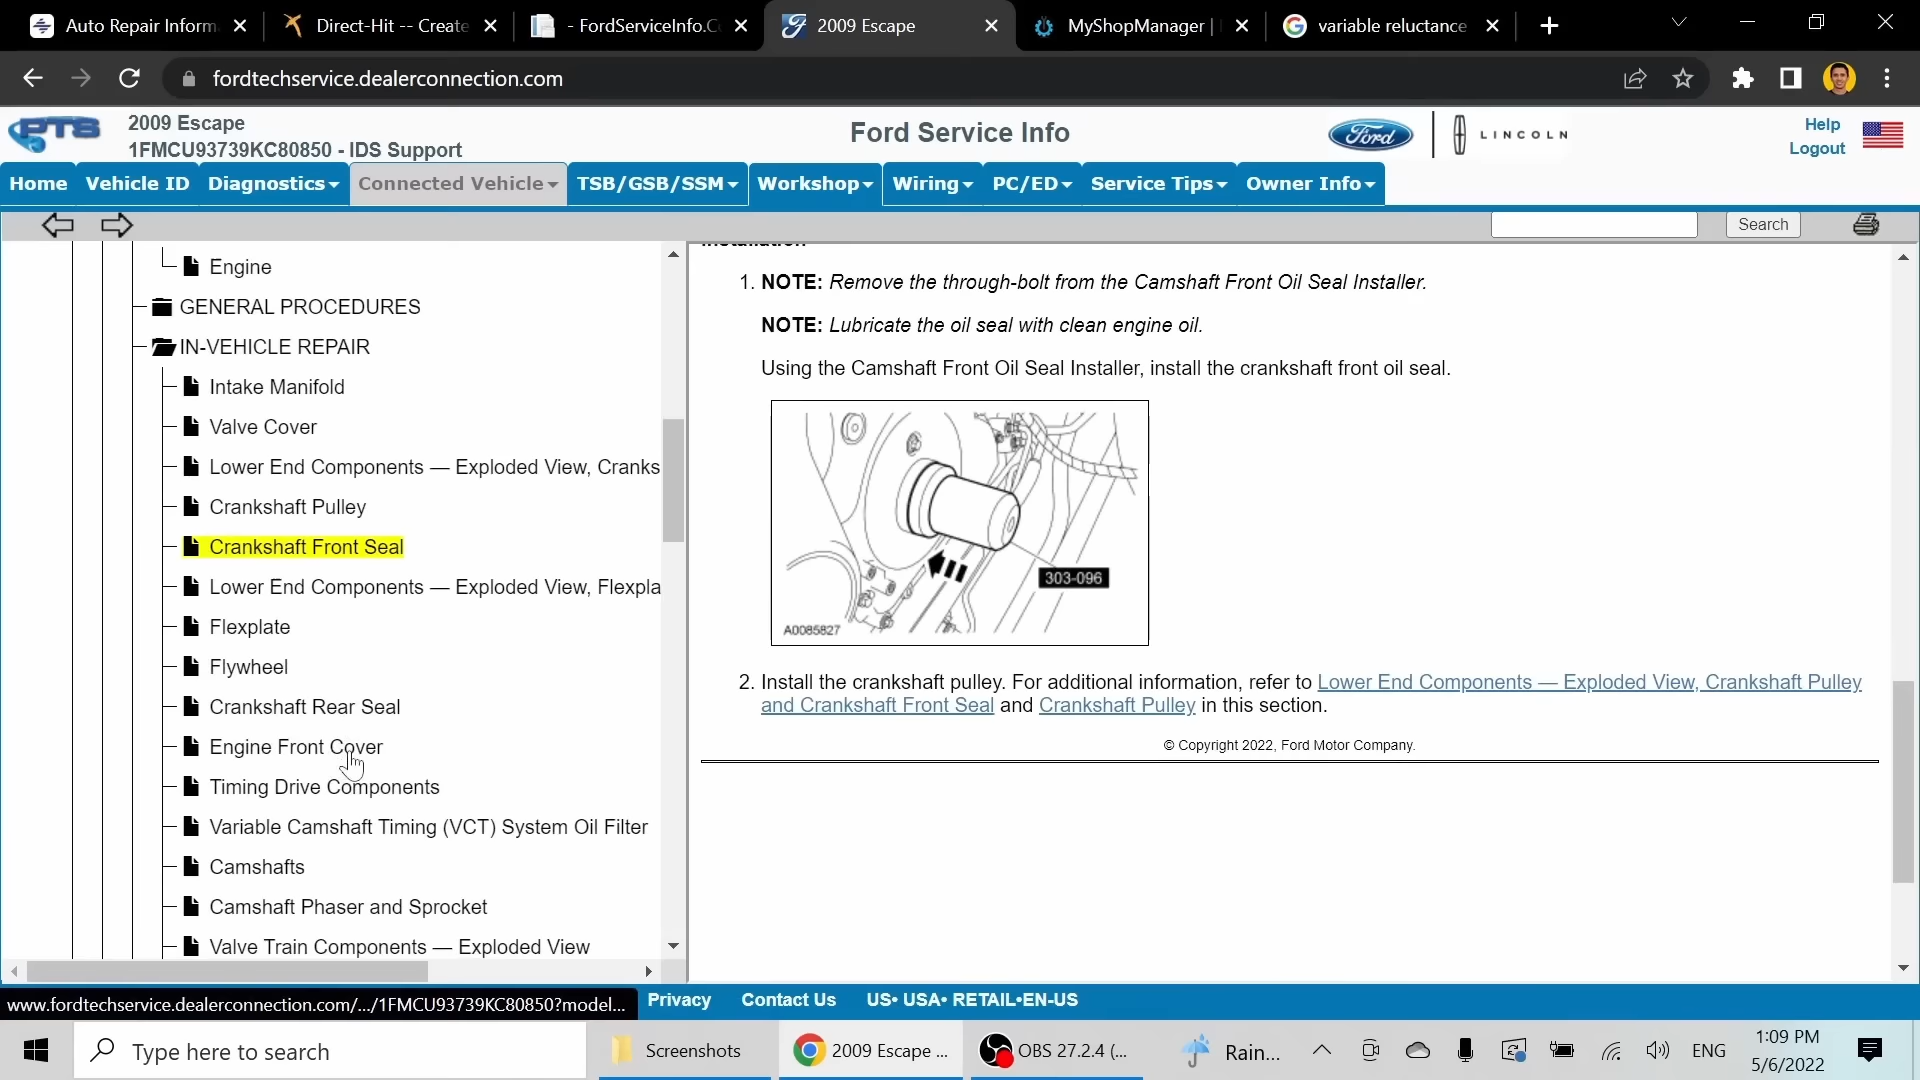 Auto Repair Inform
Direct-Hit -- Create
- FordServiceInfo.C
2009 Escape
MyShopManager |
variable reluctance
fordtechservice.dealerconnection.com
PTS
2009 Escape
1FMCU93739KC80850 - IDS Support
Ford Service Info
Ford
LINCOLN
Help
Logout
Home
Vehicle ID
Diagnostics
Connected Vehicle
TSB/GSB/SSM
Workshop
Wiring
PC/ED
Service Tips
Owner Info
Search
Engine
GENERAL PROCEDURES
IN-VEHICLE REPAIR
Intake Manifold
Valve Cover
Lower End Components — Exploded View, Cranks
Crankshaft Pulley
Crankshaft Front Seal
Lower End Components — Exploded View, Flexpla
Flexplate
Flywheel
Crankshaft Rear Seal
Engine Front Cover
Timing Drive Components
Variable Camshaft Timing (VCT) System Oil Filter
Camshafts
Camshaft Phaser and Sprocket
Valve Train Components — Exploded View
Installation
1. NOTE: Remove the through-bolt from the Camshaft Front Oil Seal Installer.
NOTE: Lubricate the oil seal with clean engine oil.
Using the Camshaft Front Oil Seal Installer, install the crankshaft front oil seal.
303-096
A0085827
2. Install the crankshaft pulley. For additional information, refer to Lower End Components — Exploded View, Crankshaft Pulley
and Crankshaft Front Seal and Crankshaft Pulley in this section.
© Copyright 2022, Ford Motor Company.
www.fordtechservice.dealerconnection.com/.../1FMCU93739KC80850?model...
Privacy
Contact Us
US• USA• RETAIL•EN-US
Type here to search
Screenshots
2009 Escape ...
OBS 27.2.4 (...
Rain...
ENG
1:09 PM
5/6/2022